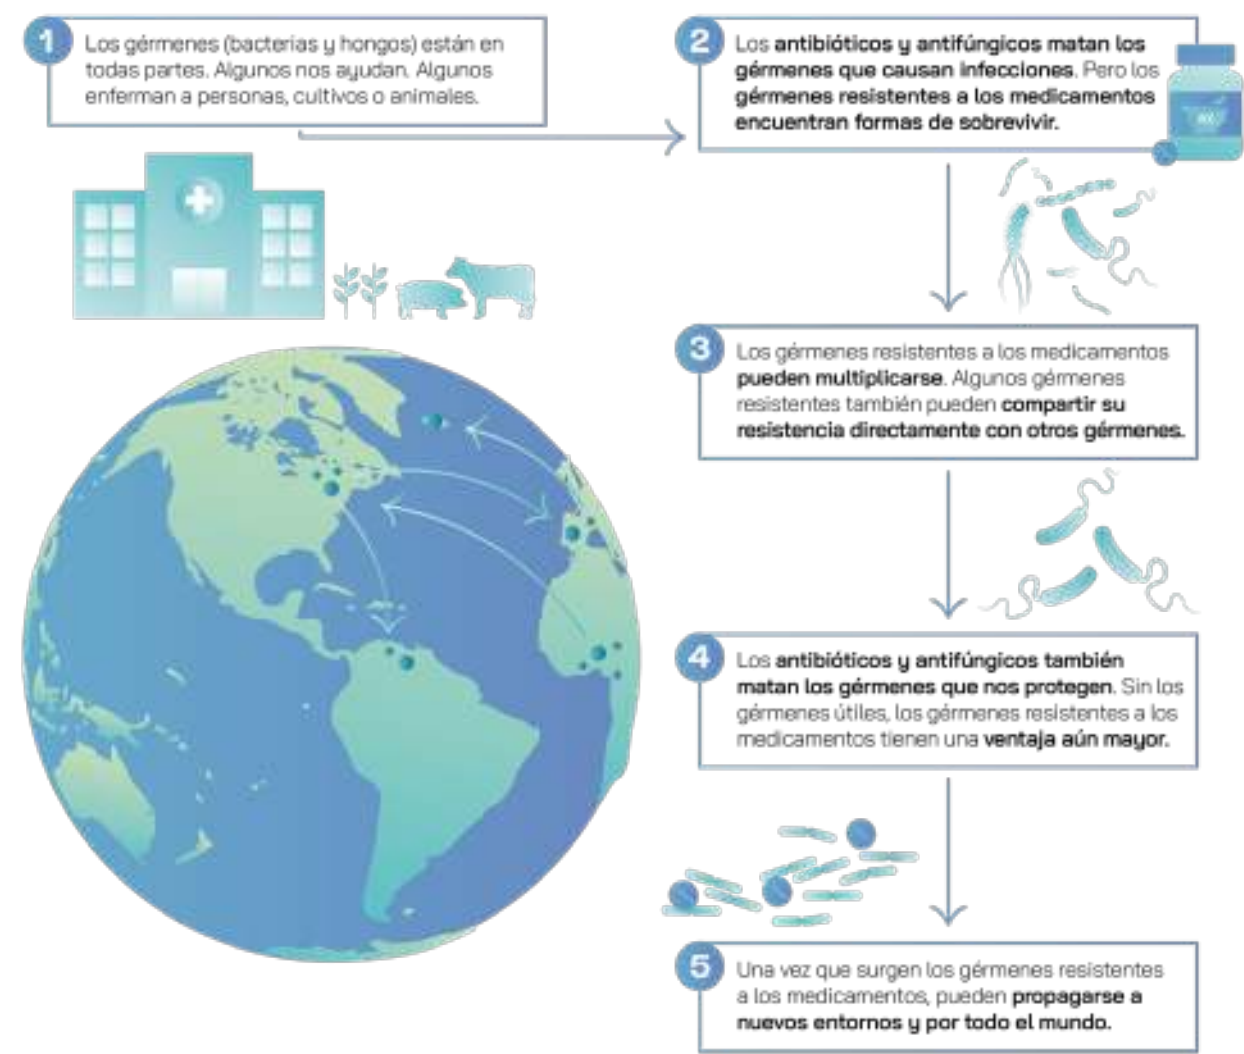 1
Los gérmenes (bacterias y hongos) están en
todas partes. Algunos nos ayudan. Algunos
enferman a personas, cultivos o animales.
2
Los antibióticos y antifúngicos matan los
gérmenes que causan infecciones. Pero los
gérmenes resistentes a los medicamentos
encuentran formas de sobrevivir.
3
Los gérmenes resistentes a los medicamentos
pueden multiplicarse. Algunos gérmenes
resistentes también pueden compartir su
resistencia directamente con otros gérmenes.
4
Los antibióticos y antifúngicos también
matan los gérmenes que nos protegen. Sin los
gérmenes útiles, los gérmenes resistentes a los
medicamentos tienen una ventaja aún mayor.
5
Una vez que surgen los gérmenes resistentes
a los medicamentos, pueden propagarse a
nuevos entornos y por todo el mundo.